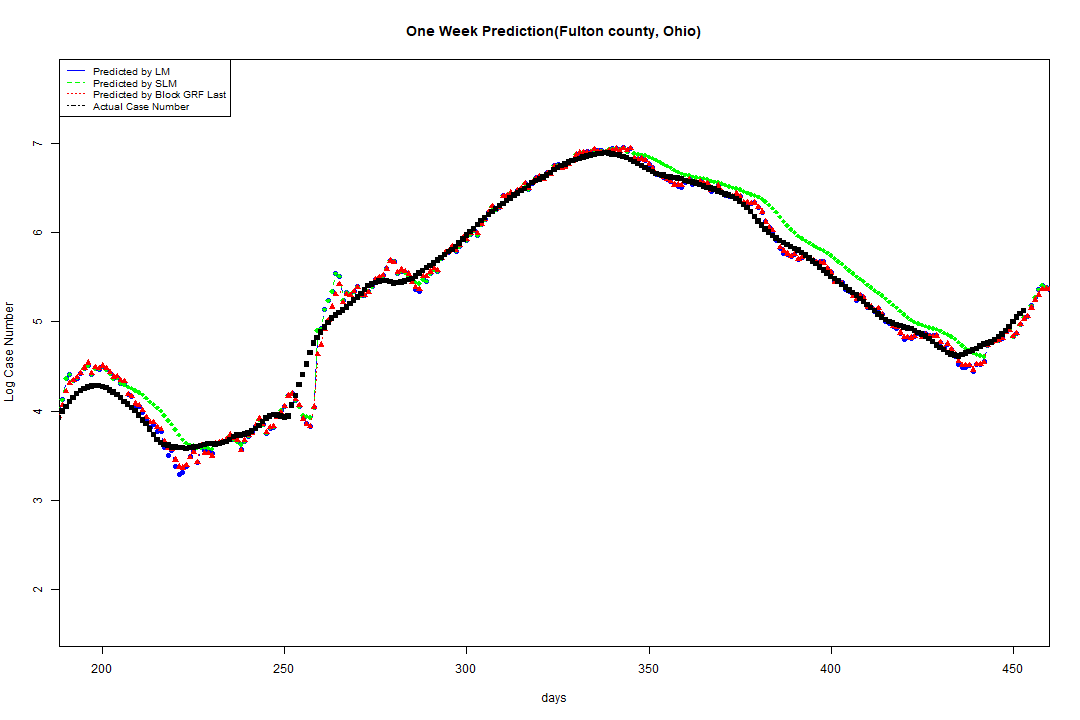 One Week Prediction(Fulton county, Ohio)
Predicted by LM
Predicted by SLM
Predicted by Block GRF Last
Actual Case Number
7
6
5
4
3
2
Log Case Number
200 250 300 350 400 450
days